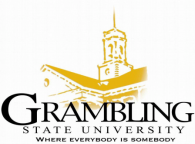 GRAMBLING
STATE UNIVERSITY
WHERE EVERYBODY IS SOMEBODY